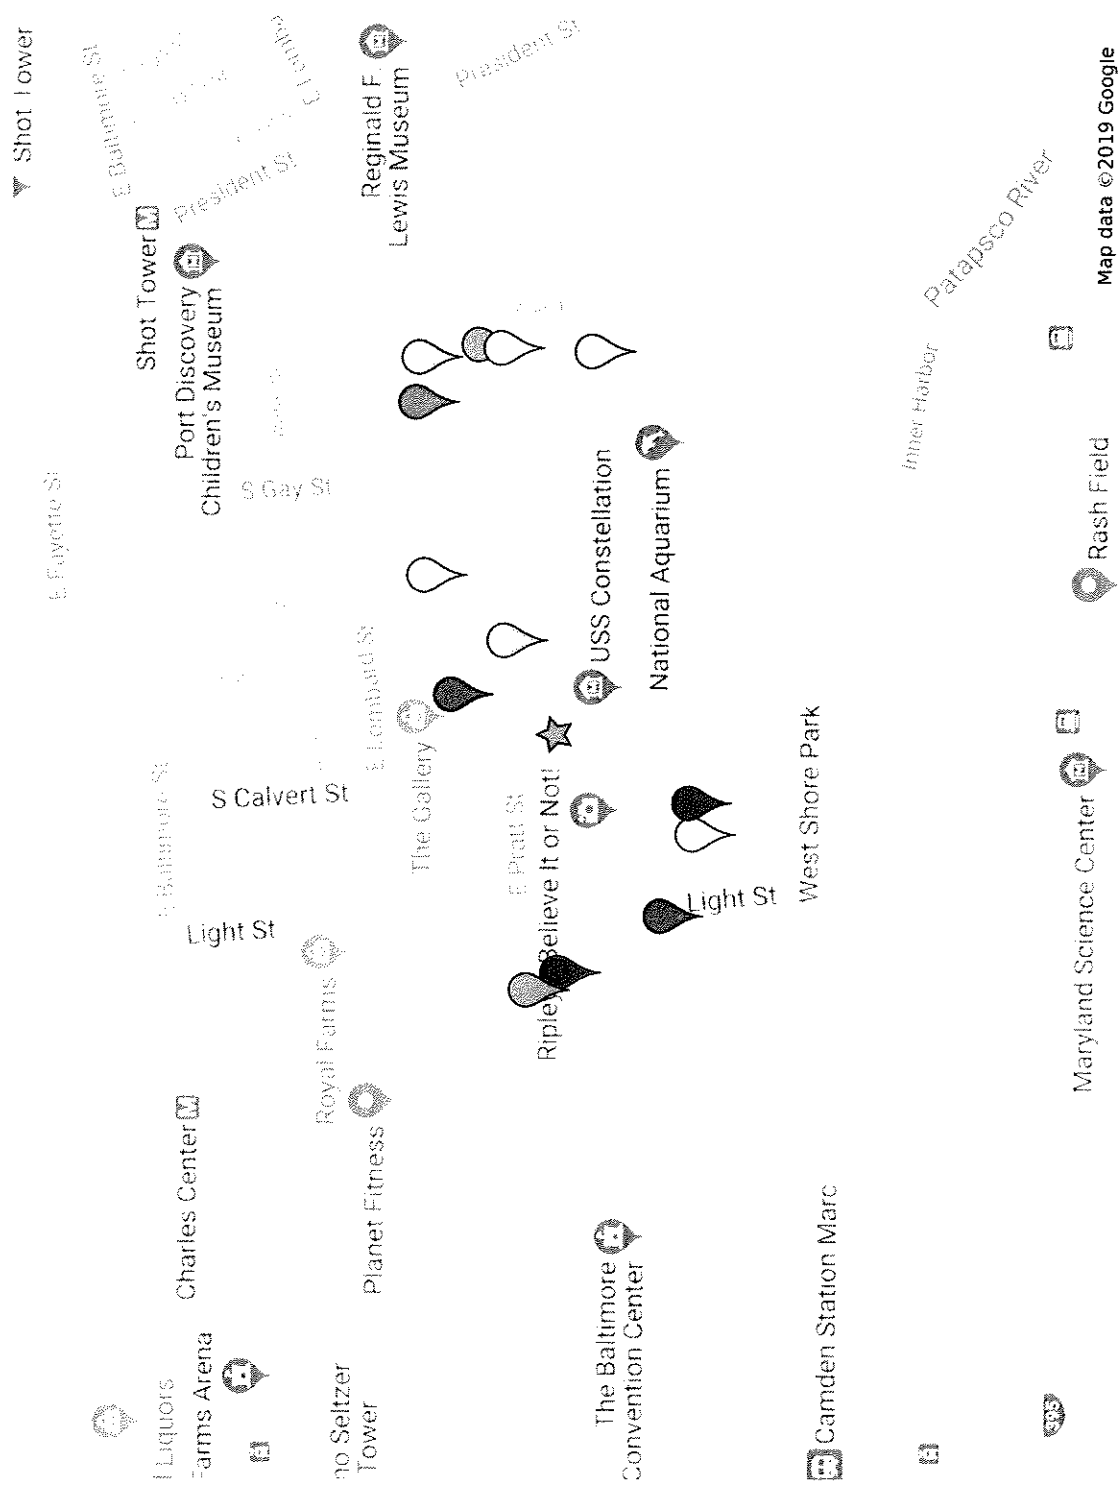 Shot Tower
E Baltimore St
President St
President St
Reginald F.
Lewis Museum
Shot Tower
Port Discovery
Children's Museum
E Fayette St
S Gay St
Patapsco River
Inner Harbor
Map data ©2019 Google
USS Constellation
National Aquarium
Rash Field
E Lombard St
The Gallery
S Calvert St
E Baltimore St
E Pratt St
Light St
Light St
West Shore Park
Believe It or Not!
Maryland Science Center
Royal Farms
Charles Center
Planet Fitness
The Baltimore
Convention Center
Camden Station Marc
Liquors
Farms Arena
no Seltzer
Tower
395